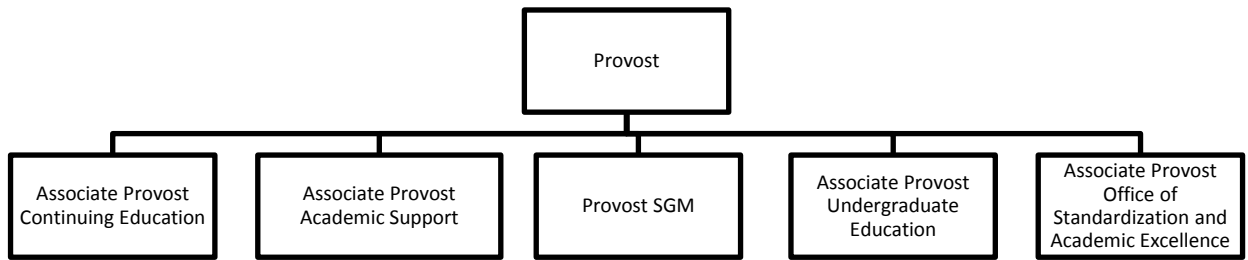 Provost
Associate Provost
Continuing Education
Associate Provost
Academic Support
Provost SGM
Associate Provost
Undergraduate
Education
Associate Provost
Office of
Standardization and
Academic Excellence